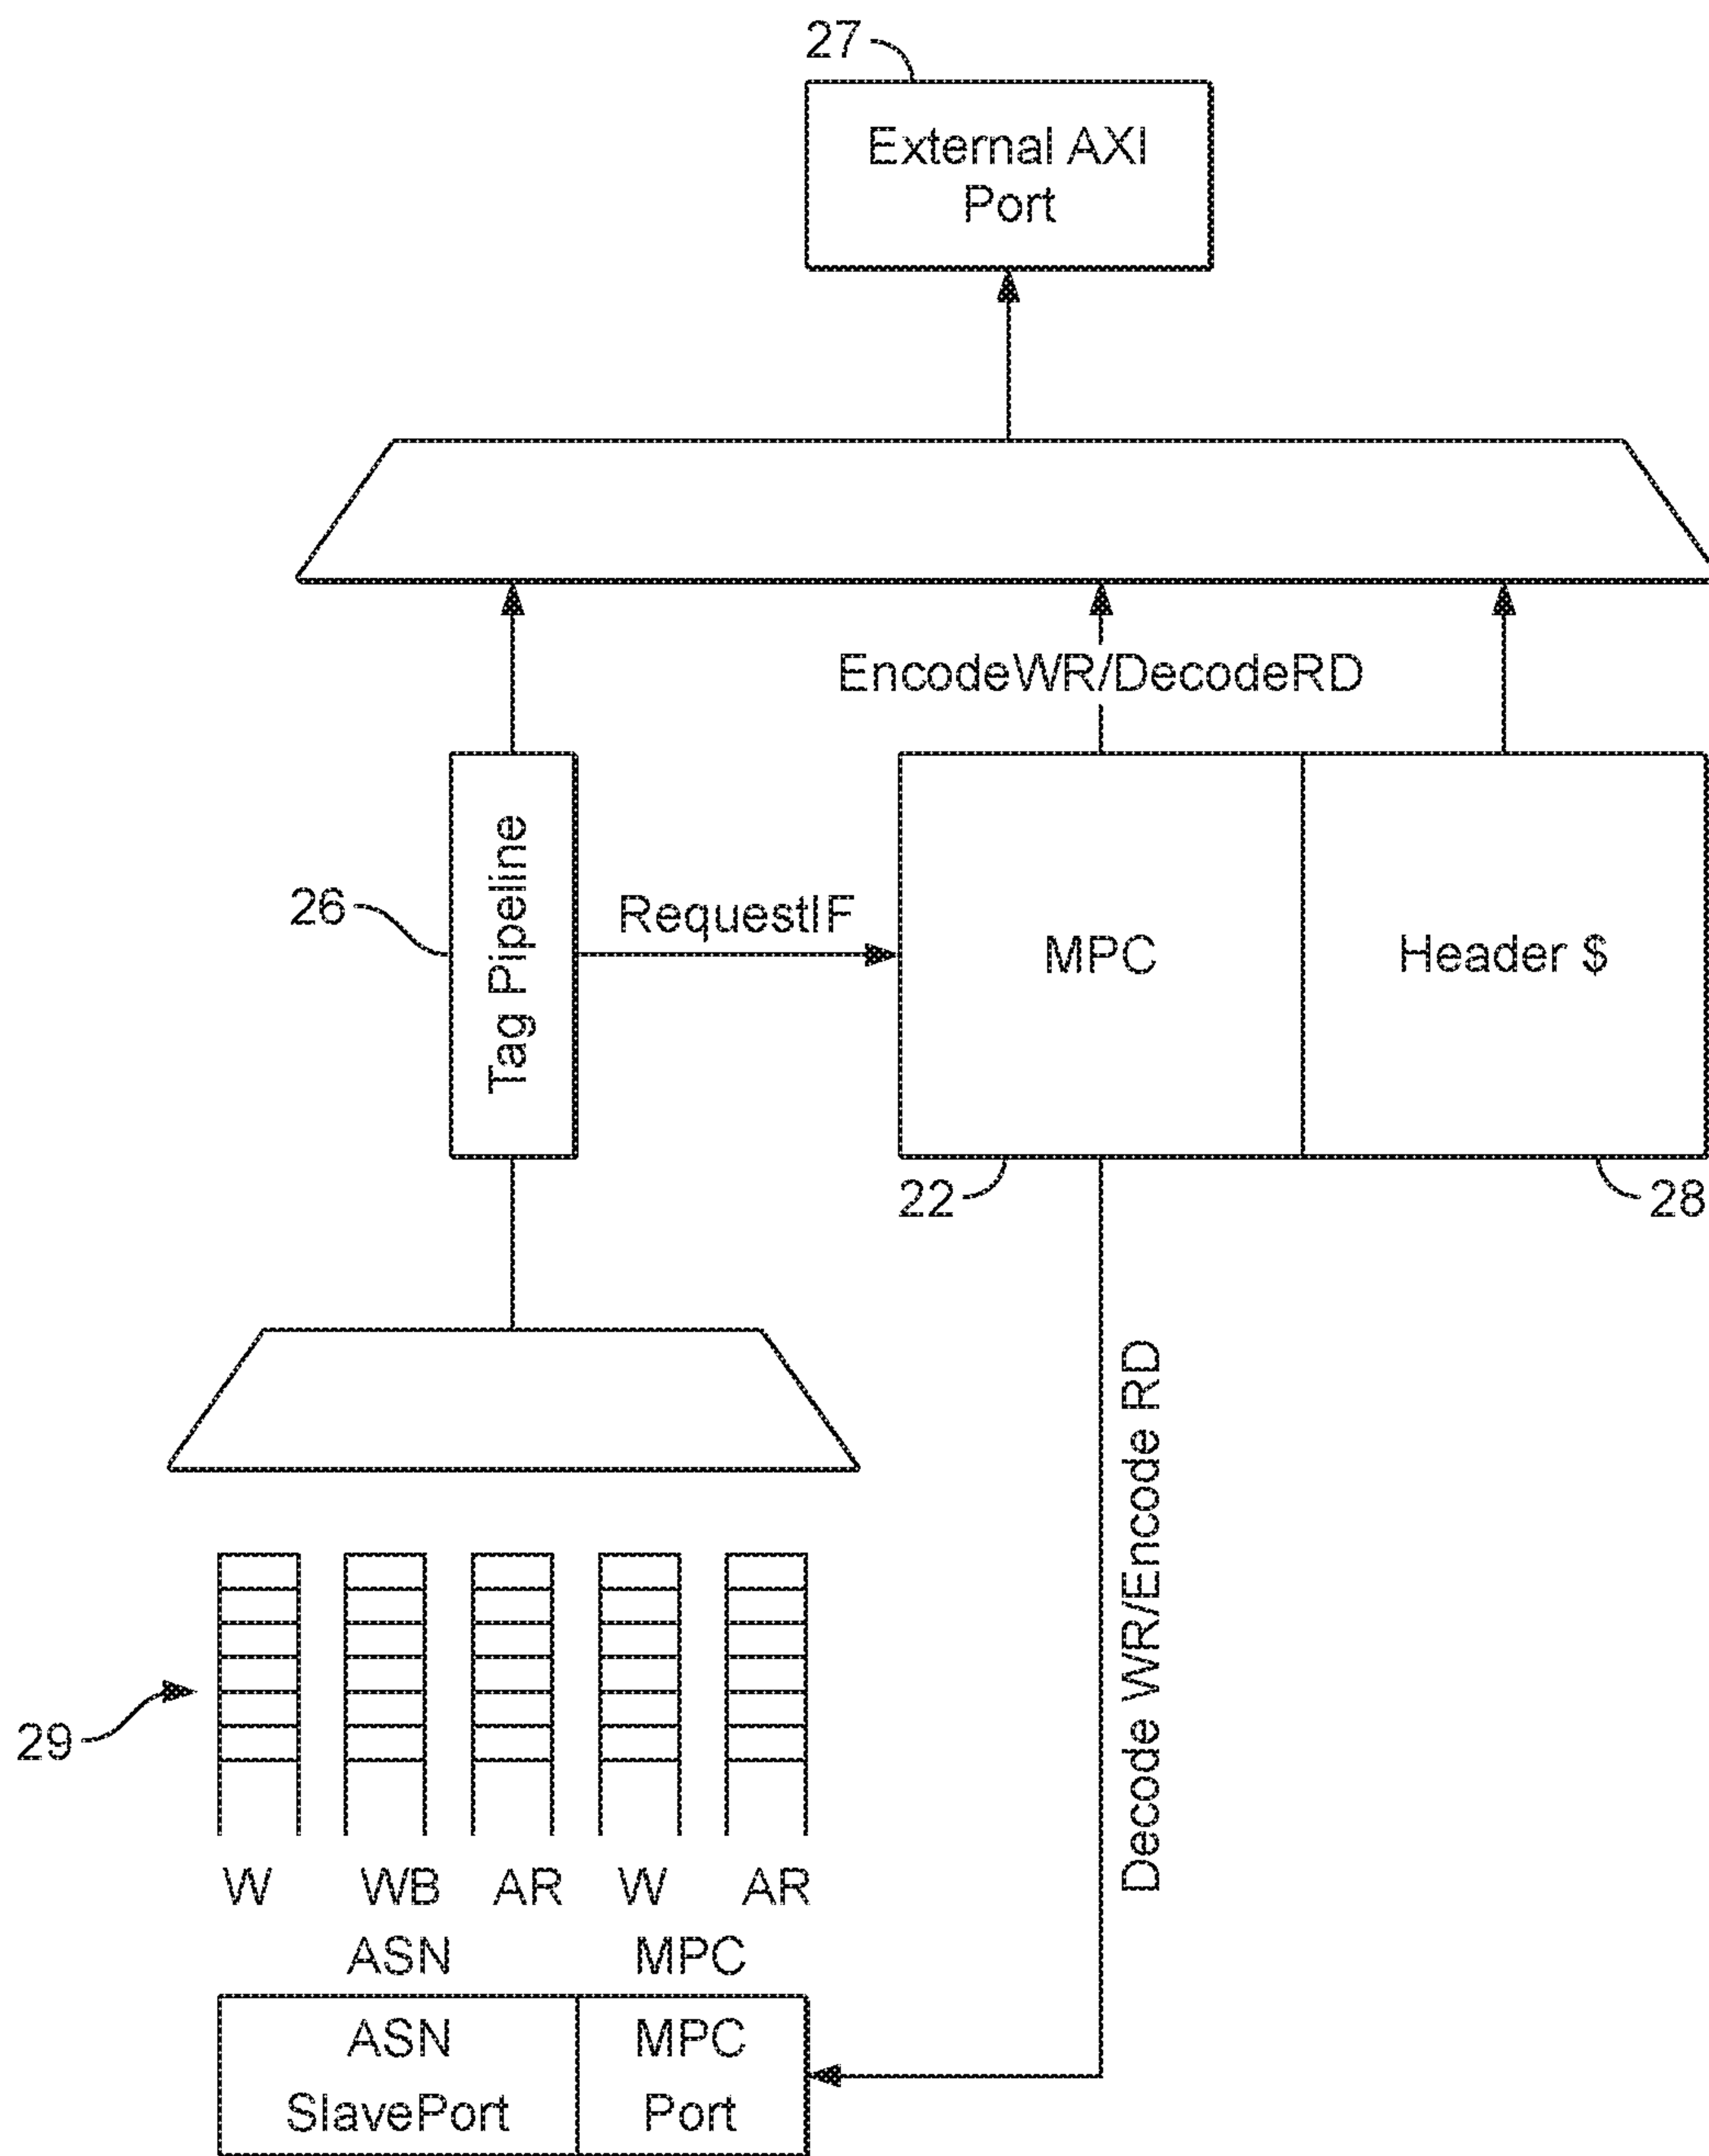 27
External AXI
Port
EncodeWR/DecodeRD
Tag Pipeline
26
RequestIF
MPC
Header $
22
28
Decode WR/Encode RD
29
W WB AR W AR
ASN MPC
ASN MPC
SlavePort Port